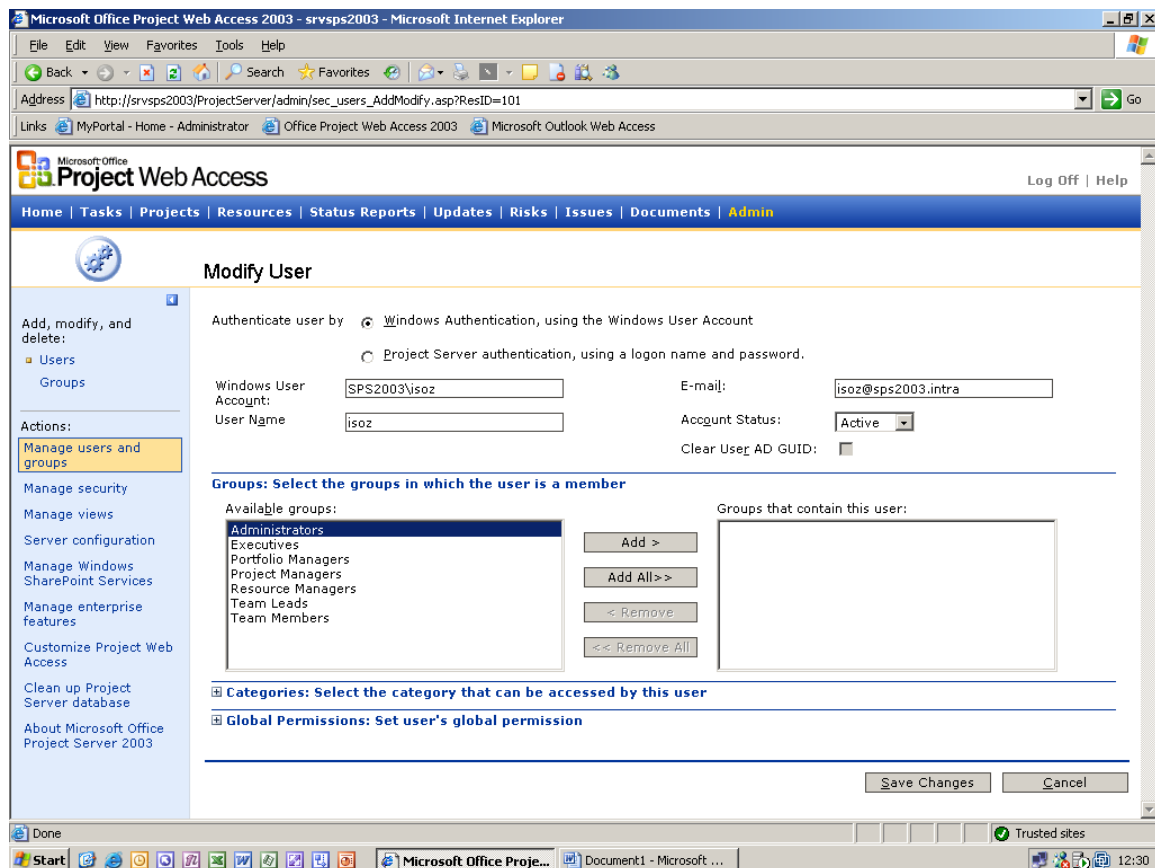 Microsoft Office Project Web Access 2003 - srvsps2003 - Microsoft Internet Explorer
File Edit View Favorites Tools Help
Back Search Favorites
Address http://srvsps2003/ProjectServer/admin/sec_users_AddModify.asp?ResID=101 Go
Links MyPortal - Home - Administrator Office Project Web Access 2003 Microsoft Outlook Web Access
Microsoft Office
Project Web Access
Log Off | Help
Home | Tasks | Projects | Resources | Status Reports | Updates | Risks | Issues | Documents | Admin
Modify User
Add, modify, and
delete:
Users
Groups
Actions:
Manage users and
groups
Manage security
Manage views
Server configuration
Manage Windows
SharePoint Services
Manage enterprise
features
Customize Project Web
Access
Clean up Project
Server database
About Microsoft Office
Project Server 2003
Authenticate user by Windows Authentication, using the Windows User Account
Project Server authentication, using a logon name and password.
Windows User
Account:
SPS2003\isoz
E-mail:
isoz@sps2003.intra
User Name
isoz
Account Status:
Active
Clear User AD GUID:
Groups: Select the groups in which the user is a member
Available groups:
Administrators
Executives
Portfolio Managers
Project Managers
Resource Managers
Team Leads
Team Members
Add >
Add All>>
< Remove
<< Remove All
Groups that contain this user:
Categories: Select the category that can be accessed by this user
Global Permissions: Set user's global permission
Save Changes Cancel
Done Trusted sites
Start Microsoft Office Proje... Document1 - Microsoft ... 12:30